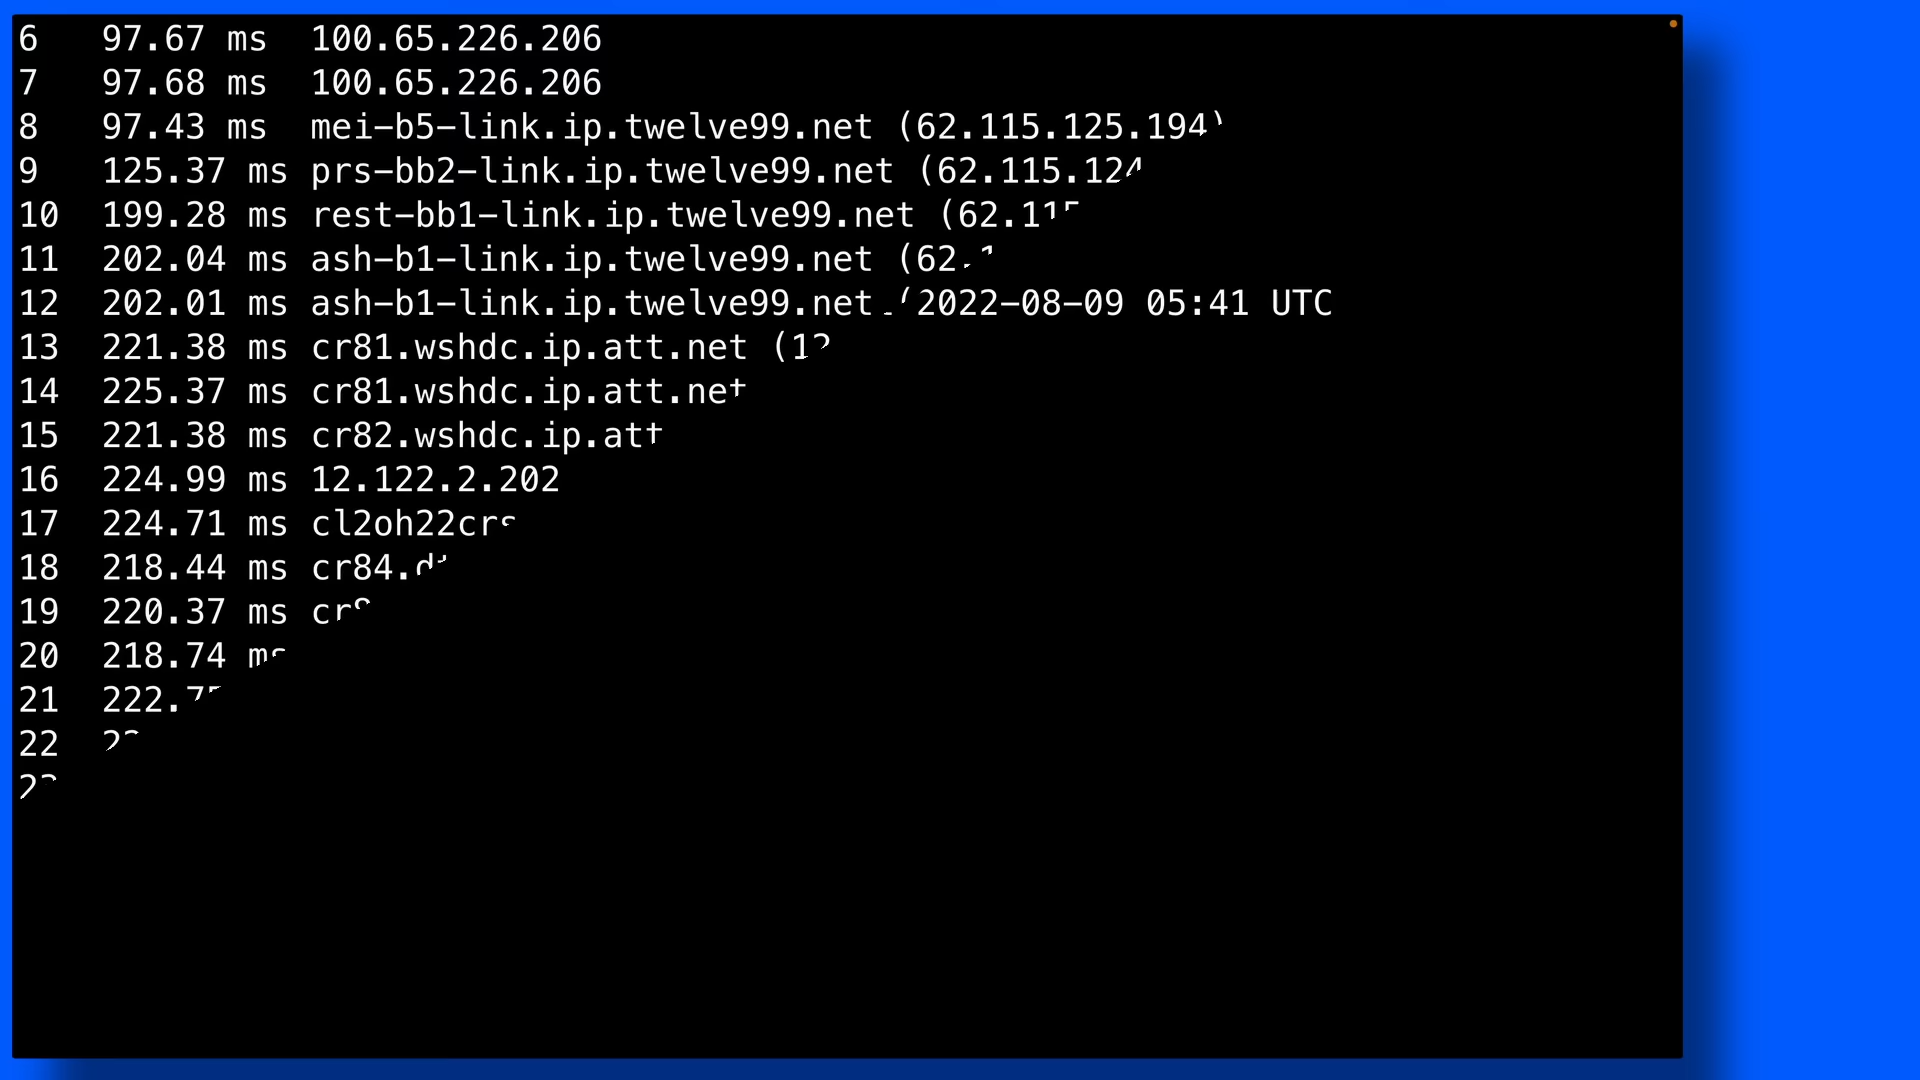 6 97.67 ms 100.65.226.206
7 97.68 ms 100.65.226.206
8 97.43 ms mei-b5-link.ip.twelve99.net (62.115.125.194)
9 125.37 ms prs-bb2-link.ip.twelve99.net (62.115.12
10 199.28 ms rest-bb1-link.ip.twelve99.net (62.11
11 202.04 ms ash-b1-link.ip.twelve99.net (62.
12 202.01 ms ash-b1-link.ip.twelve99.net (2022-08-09 05:41 UTC
13 221.38 ms cr81.wshdc.ip.att.net (12
14 225.37 ms cr81.wshdc.ip.att.net
15 221.38 ms cr82.wshdc.ip.att
16 224.99 ms 12.122.2.202
17 224.71 ms cl2oh22crs
18 218.44 ms cr84.
19 220.37 ms cr
20 218.74 ms
21 222.
22